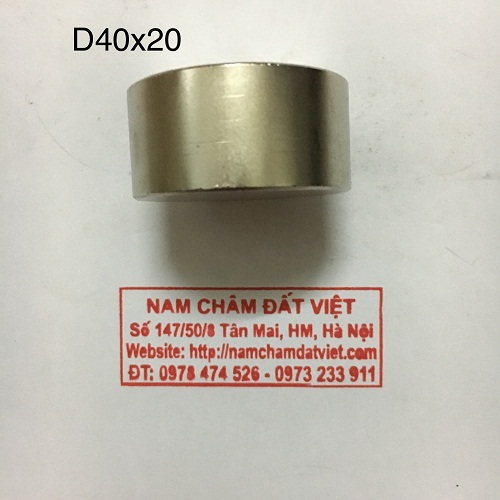 D40x20
NAM CHÂM ĐẤT VIỆT
Số 147/50/8 Tân Mai, HM, Hà Nội
Website: http://namchamdatviet.com
ĐT: 0978 474 526 - 0973 233 911